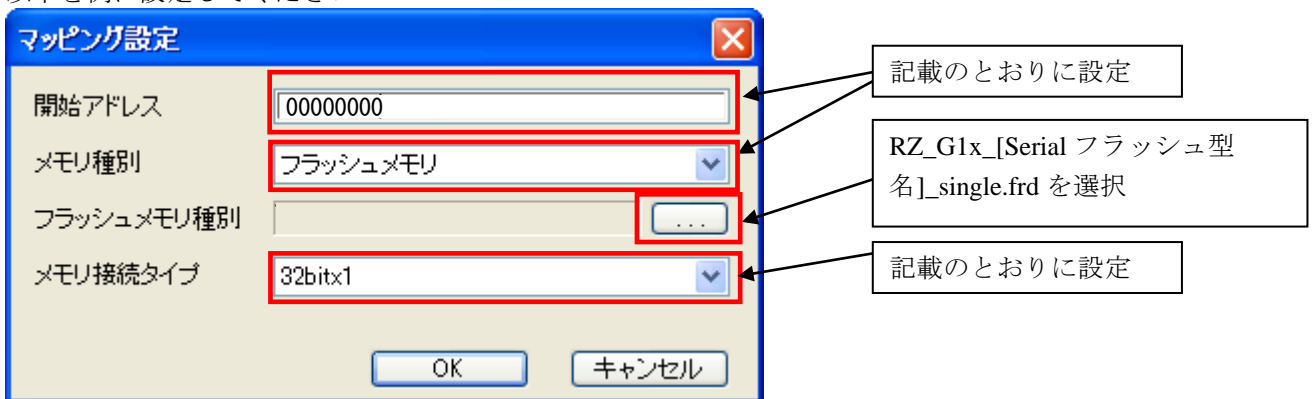 マッピング設定
開始アドレス
00000000
メモリ種別
フラッシュメモリ
フラッシュメモリ種別
...
メモリ接続タイプ
32bitx1
OK
キャンセル
記載のとおりに設定
RZ_G1x_[Serial フラッシュ型
名]_single.frd を選択
記載のとおりに設定